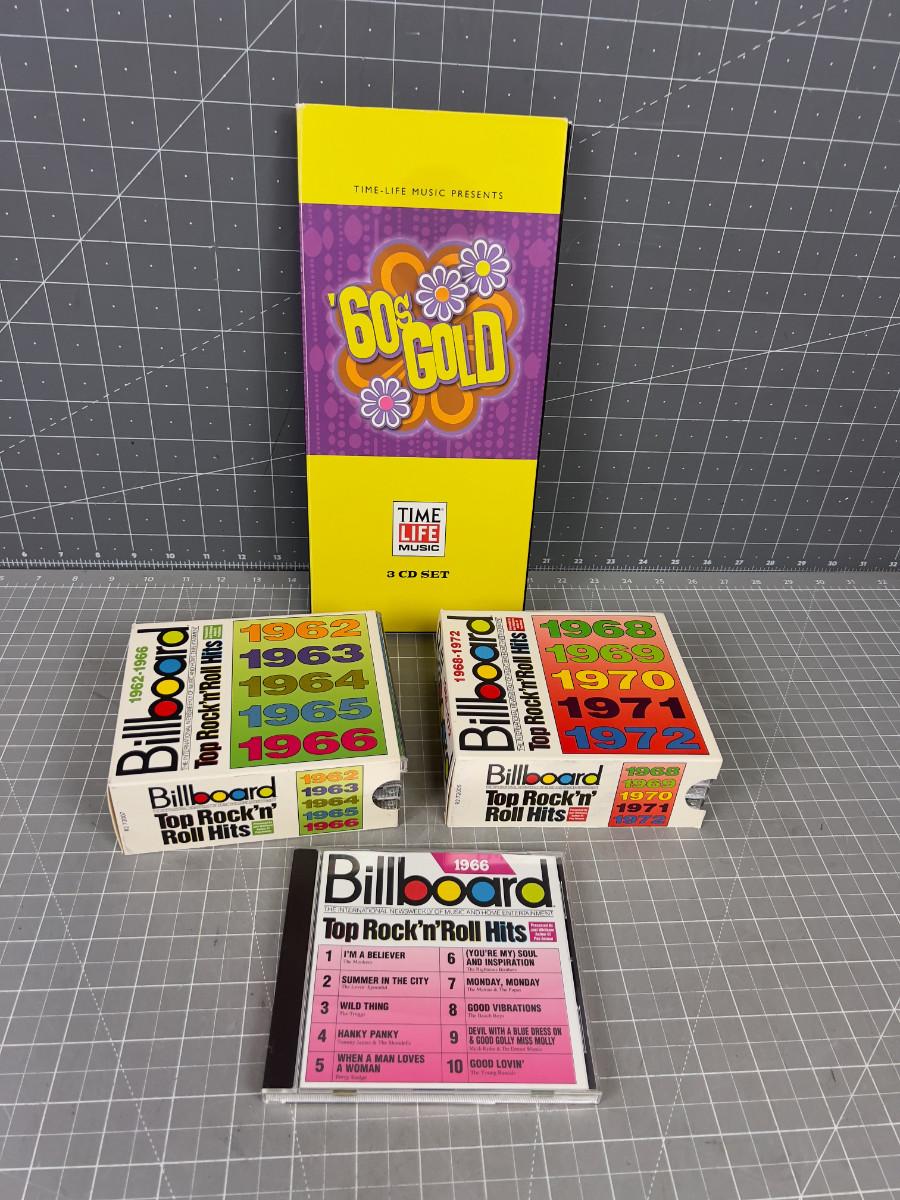 TIME-LIFE MUSIC PRESENTS
'60s
GOLD
TIME
LIFE
MUSIC
3 CD SET
1962-1966
Billboard
Top Rock'n'Roll Hits
1962
1963
1964
1965
1966
Billboard
Top Rock'n'
Roll Hits
1962
1963
1964
1965
1966
1968-1972
Billboard
Top Rock'n'Roll Hits
1968
1969
1970
1971
1972
Billboard
Top Rock'n'
Roll Hits
1968
1969
1970
1971
1972
1966
Billboard
THE INTERNATIONAL NEWSWEEKLY OF MUSIC AND HOME ENTERTAINMENT
Top Rock'n'Roll Hits
1 I'M A BELIEVER
The Monkees
2 SUMMER IN THE CITY
The Lovin' Spoonful
3 WILD THING
The Troggs
4 HANKY PANKY
Tommy James & The Shondells
5 WHEN A MAN LOVES
A WOMAN
Percy Sledge
6 (YOU'RE MY) SOUL
AND INSPIRATION
The Righteous Brothers
7 MONDAY, MONDAY
The Mamas & The Papas
8 GOOD VIBRATIONS
The Beach Boys
9 DEVIL WITH A BLUE DRESS ON
& GOOD GOLLY MISS MOLLY
Mitch Ryder & The Detroit Wheels
10 GOOD LOVIN'
The Young Rascals